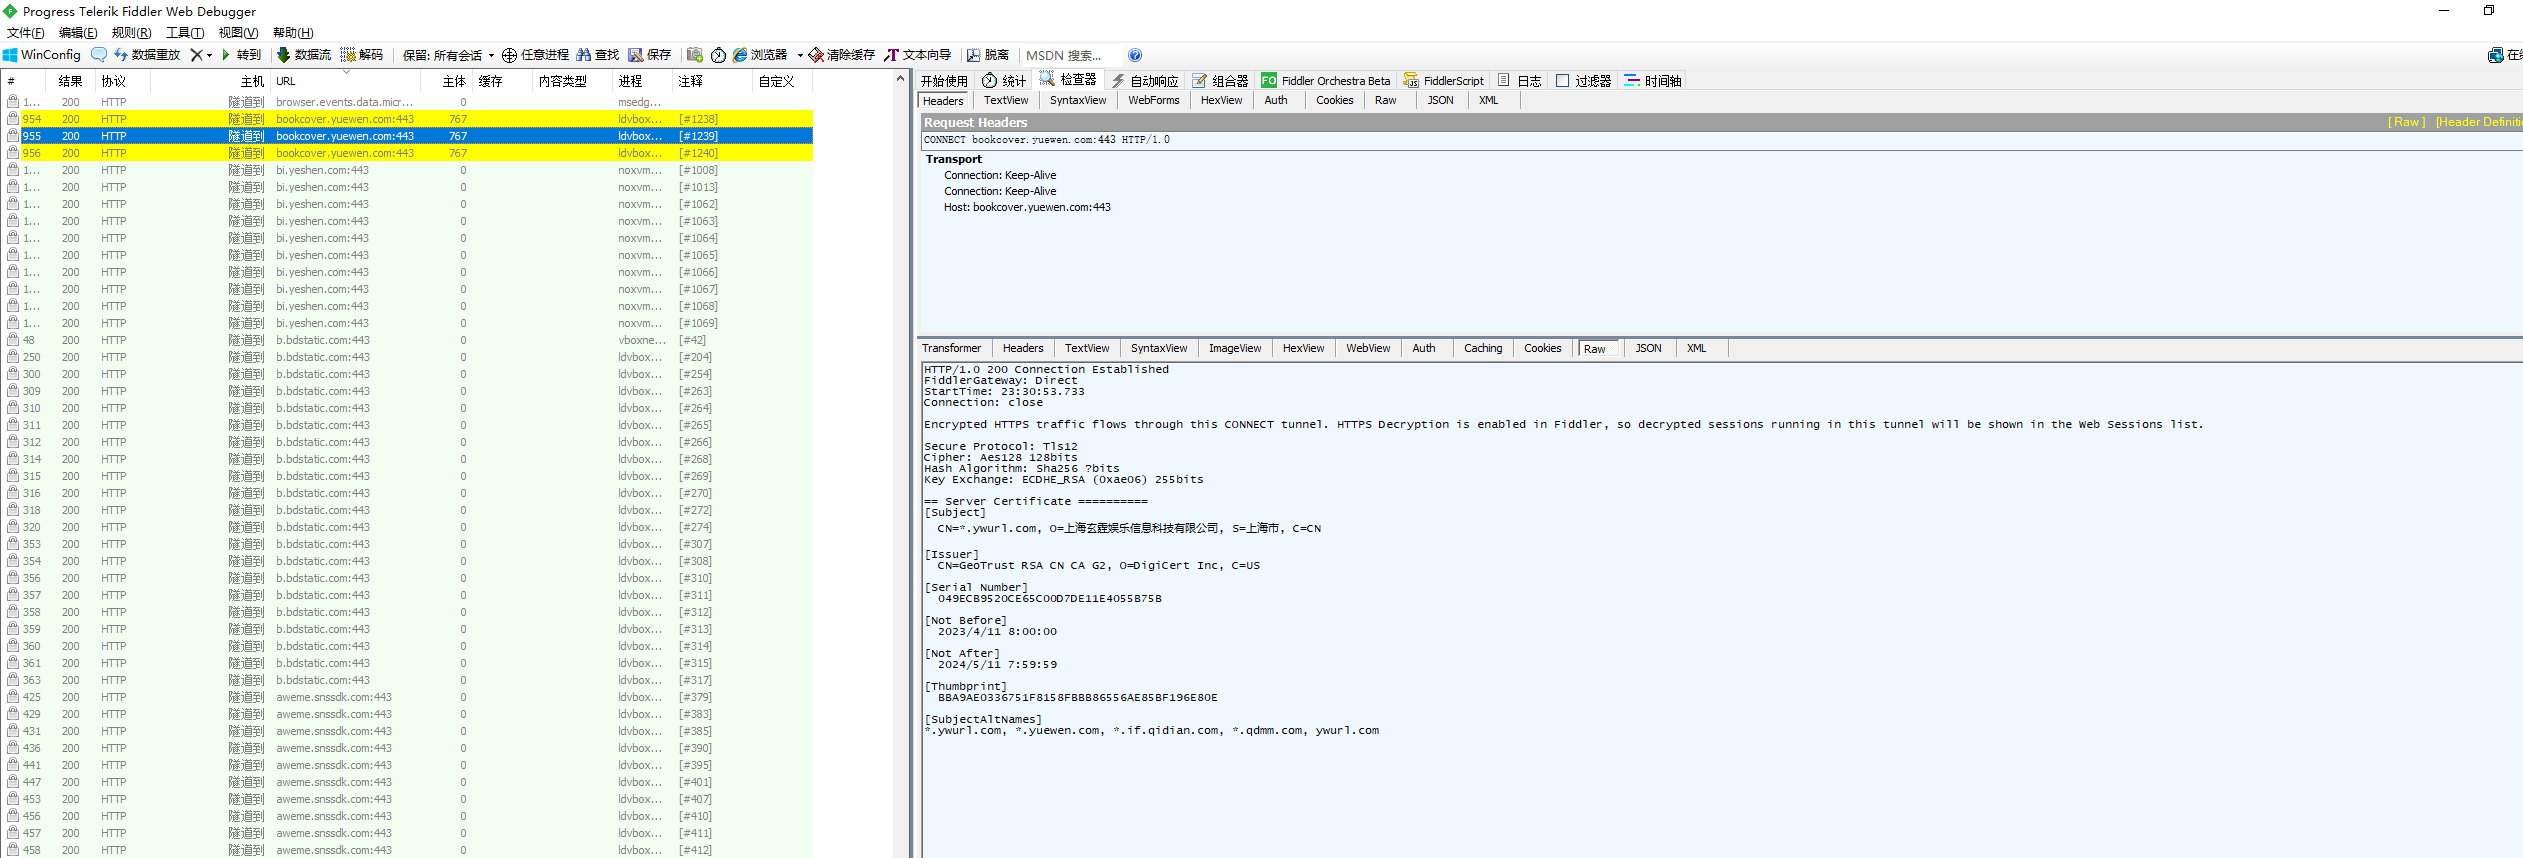 Progress Telerik Fiddler Web Debugger
文件(F) 编辑(E) 规则(R) 工具(T) 视图(V) 帮助(H)
WinConfig 数据重放 转到 数据流 解码 保留: 所有会话 任意进程 查找 保存 浏览器 清除缓存 文本向导 脱离 MSDN 搜索...
# 结果 协议 主机 URL 主体 缓存 内容类型 进程 注释 自定义
1... 200 HTTP 隧道到 browser.events.data.micr... 0 msedg...
954 200 HTTP 隧道到 bookcover.yuewen.com:443 767 ldvbox... [#1238]
955 200 HTTP 隧道到 bookcover.yuewen.com:443 767 ldvbox... [#1239]
956 200 HTTP 隧道到 bookcover.yuewen.com:443 767 ldvbox... [#1240]
1... 200 HTTP 隧道到 bi.yeshen.com:443 0 noxvm... [#1008]
1... 200 HTTP 隧道到 bi.yeshen.com:443 0 noxvm... [#1013]
1... 200 HTTP 隧道到 bi.yeshen.com:443 0 noxvm... [#1062]
1... 200 HTTP 隧道到 bi.yeshen.com:443 0 noxvm... [#1063]
1... 200 HTTP 隧道到 bi.yeshen.com:443 0 noxvm... [#1064]
1... 200 HTTP 隧道到 bi.yeshen.com:443 0 noxvm... [#1065]
1... 200 HTTP 隧道到 bi.yeshen.com:443 0 noxvm... [#1066]
1... 200 HTTP 隧道到 bi.yeshen.com:443 0 noxvm... [#1067]
1... 200 HTTP 隧道到 bi.yeshen.com:443 0 noxvm... [#1068]
1... 200 HTTP 隧道到 bi.yeshen.com:443 0 noxvm... [#1069]
48 200 HTTP 隧道到 b.bdstatic.com:443 0 vboxne... [#42]
250 200 HTTP 隧道到 b.bdstatic.com:443 0 ldvbox... [#204]
300 200 HTTP 隧道到 b.bdstatic.com:443 0 ldvbox... [#254]
309 200 HTTP 隧道到 b.bdstatic.com:443 0 ldvbox... [#263]
310 200 HTTP 隧道到 b.bdstatic.com:443 0 ldvbox... [#264]
311 200 HTTP 隧道到 b.bdstatic.com:443 0 ldvbox... [#265]
312 200 HTTP 隧道到 b.bdstatic.com:443 0 ldvbox... [#266]
314 200 HTTP 隧道到 b.bdstatic.com:443 0 ldvbox... [#268]
315 200 HTTP 隧道到 b.bdstatic.com:443 0 ldvbox... [#269]
316 200 HTTP 隧道到 b.bdstatic.com:443 0 ldvbox... [#270]
318 200 HTTP 隧道到 b.bdstatic.com:443 0 ldvbox... [#272]
320 200 HTTP 隧道到 b.bdstatic.com:443 0 ldvbox... [#274]
353 200 HTTP 隧道到 b.bdstatic.com:443 0 ldvbox... [#307]
354 200 HTTP 隧道到 b.bdstatic.com:443 0 ldvbox... [#308]
356 200 HTTP 隧道到 b.bdstatic.com:443 0 ldvbox... [#310]
357 200 HTTP 隧道到 b.bdstatic.com:443 0 ldvbox... [#311]
358 200 HTTP 隧道到 b.bdstatic.com:443 0 ldvbox... [#312]
359 200 HTTP 隧道到 b.bdstatic.com:443 0 ldvbox... [#313]
360 200 HTTP 隧道到 b.bdstatic.com:443 0 ldvbox... [#314]
361 200 HTTP 隧道到 b.bdstatic.com:443 0 ldvbox... [#315]
363 200 HTTP 隧道到 b.bdstatic.com:443 0 ldvbox... [#317]
425 200 HTTP 隧道到 aweme.snssdk.com:443 0 ldvbox... [#379]
429 200 HTTP 隧道到 aweme.snssdk.com:443 0 ldvbox... [#383]
431 200 HTTP 隧道到 aweme.snssdk.com:443 0 ldvbox... [#385]
436 200 HTTP 隧道到 aweme.snssdk.com:443 0 ldvbox... [#390]
441 200 HTTP 隧道到 aweme.snssdk.com:443 0 ldvbox... [#395]
447 200 HTTP 隧道到 aweme.snssdk.com:443 0 ldvbox... [#401]
453 200 HTTP 隧道到 aweme.snssdk.com:443 0 ldvbox... [#407]
456 200 HTTP 隧道到 aweme.snssdk.com:443 0 ldvbox... [#410]
457 200 HTTP 隧道到 aweme.snssdk.com:443 0 ldvbox... [#411]
458 200 HTTP 隧道到 aweme.snssdk.com:443 0 ldvbox... [#412]
开始使用 统计 检查器 自动响应 组合器 FO Fiddler Orchestra Beta FiddlerScript 日志 过滤器 时间轴
Headers TextView SyntaxView WebForms HexView Auth Cookies Raw JSON XML
Request Headers [ Raw ] [Header Definiti
CONNECT bookcover.yuewen.com:443 HTTP/1.0
Transport
Connection: Keep-Alive
Connection: Keep-Alive
Host: bookcover.yuewen.com:443
Transformer Headers TextView SyntaxView ImageView HexView WebView Auth Caching Cookies Raw JSON XML
HTTP/1.0 200 Connection Established
FiddlerGateway: Direct
StartTime: 23:30:53.733
Connection: close
Encrypted HTTPS traffic flows through this CONNECT tunnel. HTTPS Decryption is enabled in Fiddler, so decrypted sessions running in this tunnel will be shown in the Web Sessions list.
Secure Protocol: Tls12
Cipher: Aes128 128bits
Hash Algorithm: Sha256 ?bits
Key Exchange: ECDHE_RSA (0xae06) 255bits
== Server Certificate ==========
[Subject]
CN=*.ywurl.com, O=上海玄霆娱乐信息科技有限公司, S=上海市, C=CN
[Issuer]
CN=GeoTrust RSA CN CA G2, O=DigiCert Inc, C=US
[Serial Number]
049ECB9520CE65C00D7DE11E4055B75B
[Not Before]
2023/4/11 8:00:00
[Not After]
2024/5/11 7:59:59
[Thumbprint]
BBA9AE0336751F8158FBBB86556AE85BF196E80E
[SubjectAltNames]
*.ywurl.com, *.yuewen.com, *.if.qidian.com, *.qdmm.com, ywurl.com